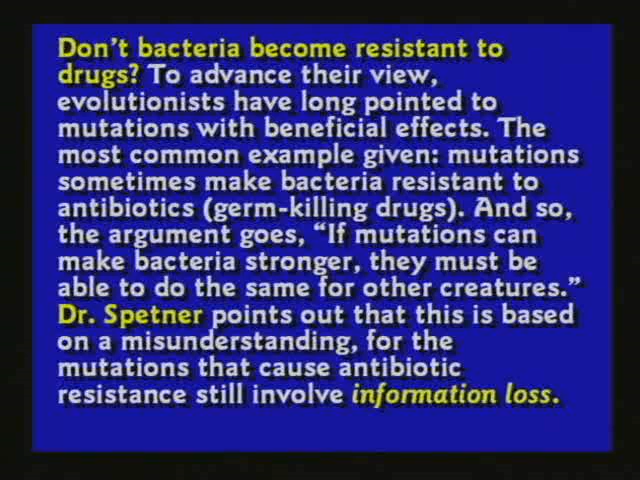 Don't bacteria become resistant to
drugs? To advance their view,
evolutionists have long pointed to
mutations with beneficial effects. The
most common example given: mutations
sometimes make bacteria resistant to
antibiotics (germ-killing drugs). And so,
the argument goes, “If mutations can
make bacteria stronger, they must be
able to do the same for other creatures.”
Dr. Spetner points out that this is based
on a misunderstanding, for the
mutations that cause antibiotic
resistance still involve information loss.